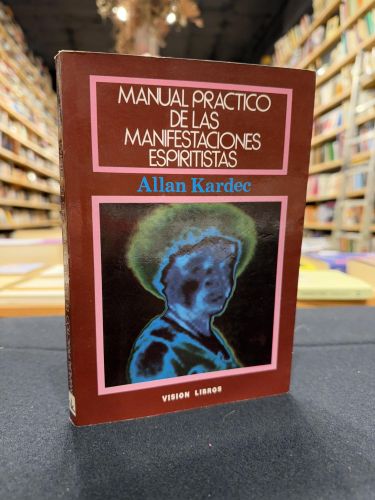 MANUAL PRACTICO
DE LAS
MANIFESTACIONES
ESPIRITISTAS
Allan Kardec
VISION LIBROS